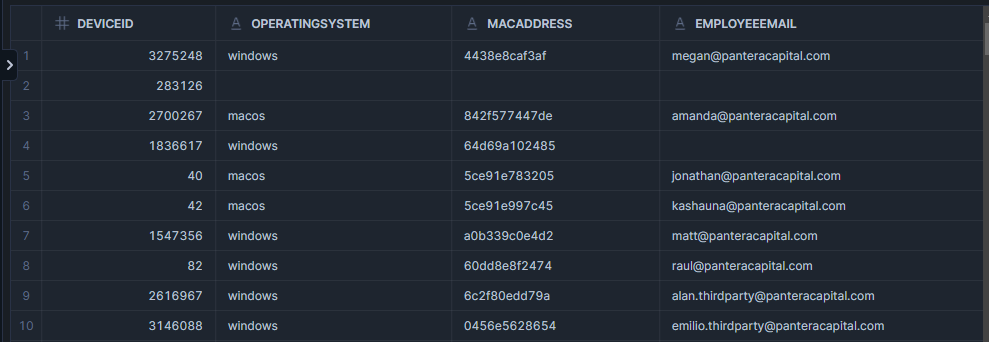 # DEVICEID A OPERATINGSYSTEM A MACADDRESS A EMPLOYEEEMAIL
1 3275248 windows 4438e8caf3af megan@panteracapital.com
2 283126
3 2700267 macos 842f577447de amanda@panteracapital.com
4 1836617 windows 64d69a102485
5 40 macos 5ce91e783205 jonathan@panteracapital.com
6 42 macos 5ce91e997c45 kashauna@panteracapital.com
7 1547356 windows a0b339c0e4d2 matt@panteracapital.com
8 82 windows 60dd8e8f2474 raul@panteracapital.com
9 2616967 windows 6c2f80edd79a alan.thirdparty@panteracapital.com
10 3146088 windows 0456e5628654 emilio.thirdparty@panteracapital.com